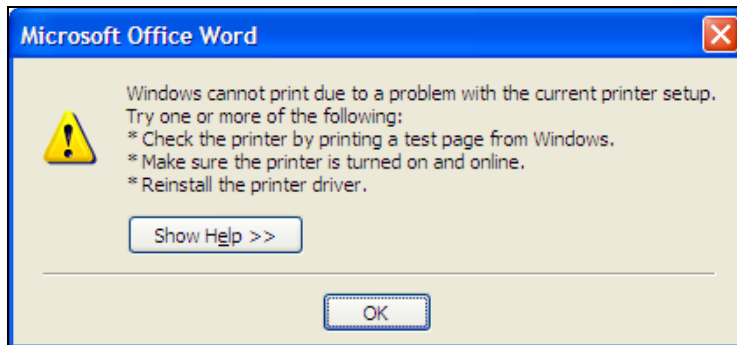 Microsoft Office Word
Windows cannot print due to a problem with the current printer setup.
Try one or more of the following:
* Check the printer by printing a test page from Windows.
* Make sure the printer is turned on and online.
* Reinstall the printer driver.
Show Help >>
OK